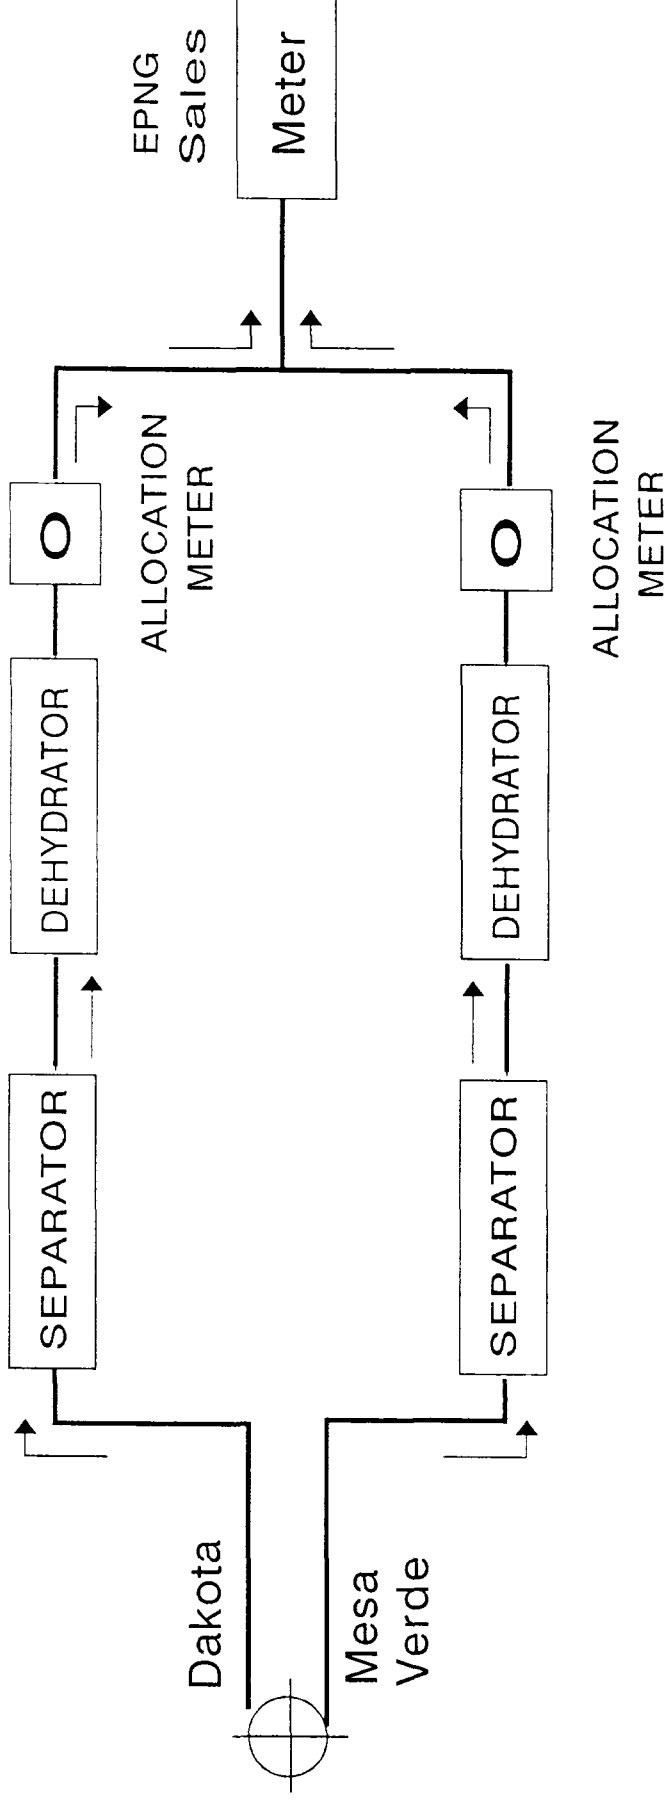 Dakota
SEPARATOR
DEHYDRATOR
O
ALLOCATION
METER
EPNG
Sales
Meter
Mesa
Verde
SEPARATOR
DEHYDRATOR
O
ALLOCATION
METER